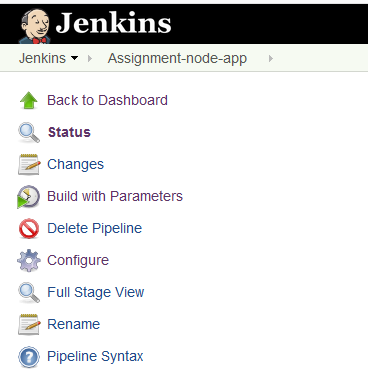 Jenkins
Jenkins Assignment-node-app
Back to Dashboard
Status
Changes
Build with Parameters
Delete Pipeline
Configure
Full Stage View
Rename
Pipeline Syntax